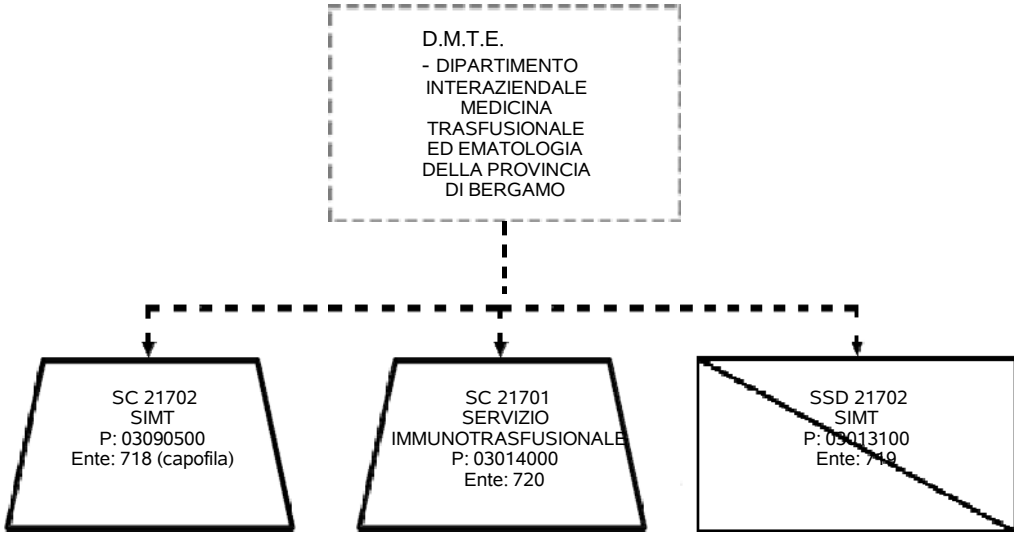 D.M.T.E.
- DIPARTIMENTO
INTERAZIENDALE
MEDICINA
TRASFUSIONALE
ED EMATOLOGIA
DELLA PROVINCIA
DI BERGAMO
SC 21702
SIMT
P: 03090500
Ente: 718 (capofila)
SC 21701
SERVIZIO
IMMUNOTRASFUSIONALE
P: 03014000
Ente: 720
SSD 21702
SIMT
P: 03013100
Ente: 719